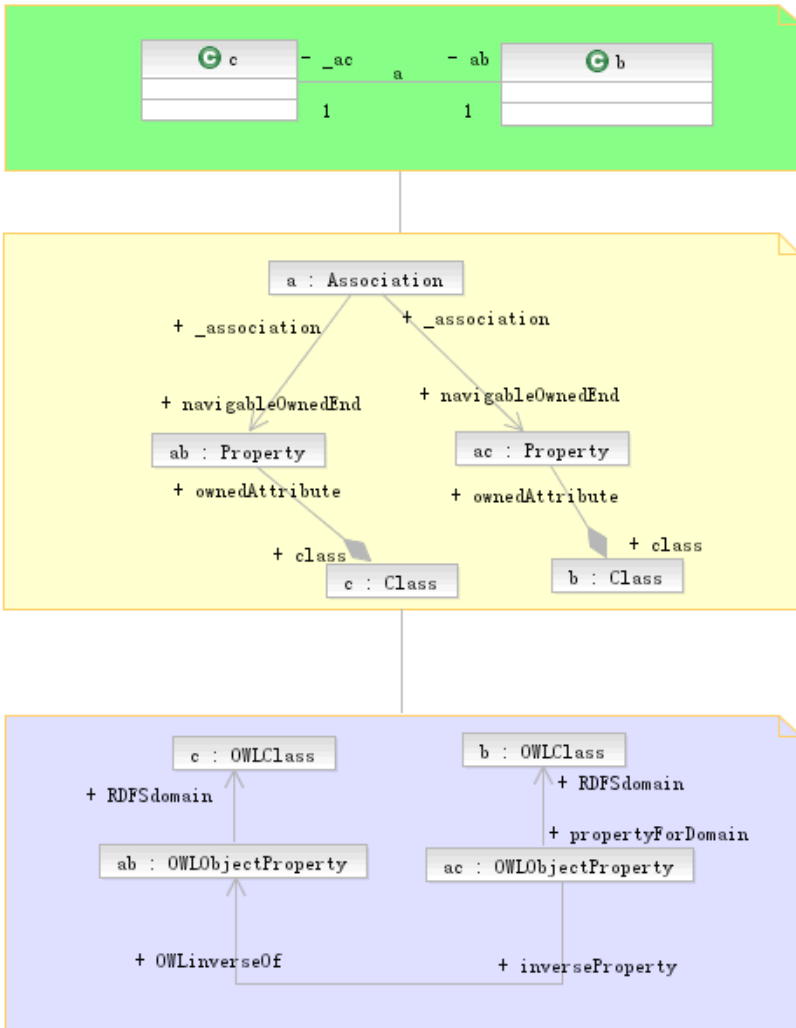 C c
- _ac
a
- ab
C b
1
1
a : Association
+ _association
+ _association
+ navigableOwnedEnd
+ navigableOwnedEnd
ab : Property
ac : Property
+ ownedAttribute
+ ownedAttribute
+ class
+ class
c : Class
b : Class
c : OWLClass
b : OWLClass
+ RDFSdomain
+ RDFSdomain
+ propertyForDomain
ab : OWLObjectProperty
ac : OWLObjectProperty
+ OWLinverseOf
+ inverseProperty